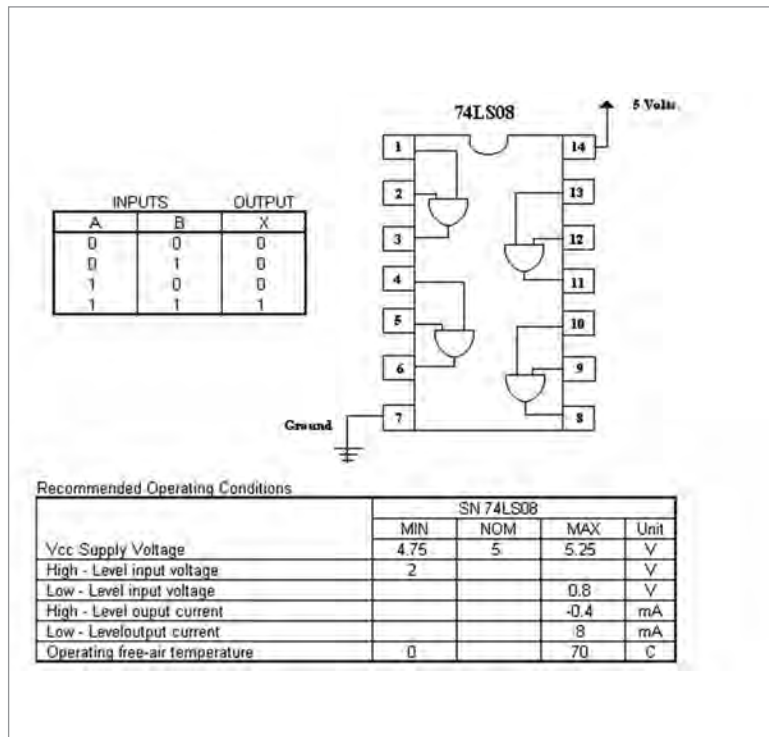 74LS08
5 Volts
1
2
3
4
5
6
7
14
13
12
11
10
9
8
Ground
INPUTS OUTPUT
A B X
0 0 0
0 1 0
1 0 0
1 1 1
Recommended Operating Conditions
SN 74LS08
MIN NOM MAX Unit
Vcc Supply Voltage 4.75 5 5.25 V
High - Level input voltage 2 V
Low - Level input voltage 0.8 V
High - Level ouput current -0.4 mA
Low - Leveloutput current 8 mA
Operating free-air temperature 0 70 C